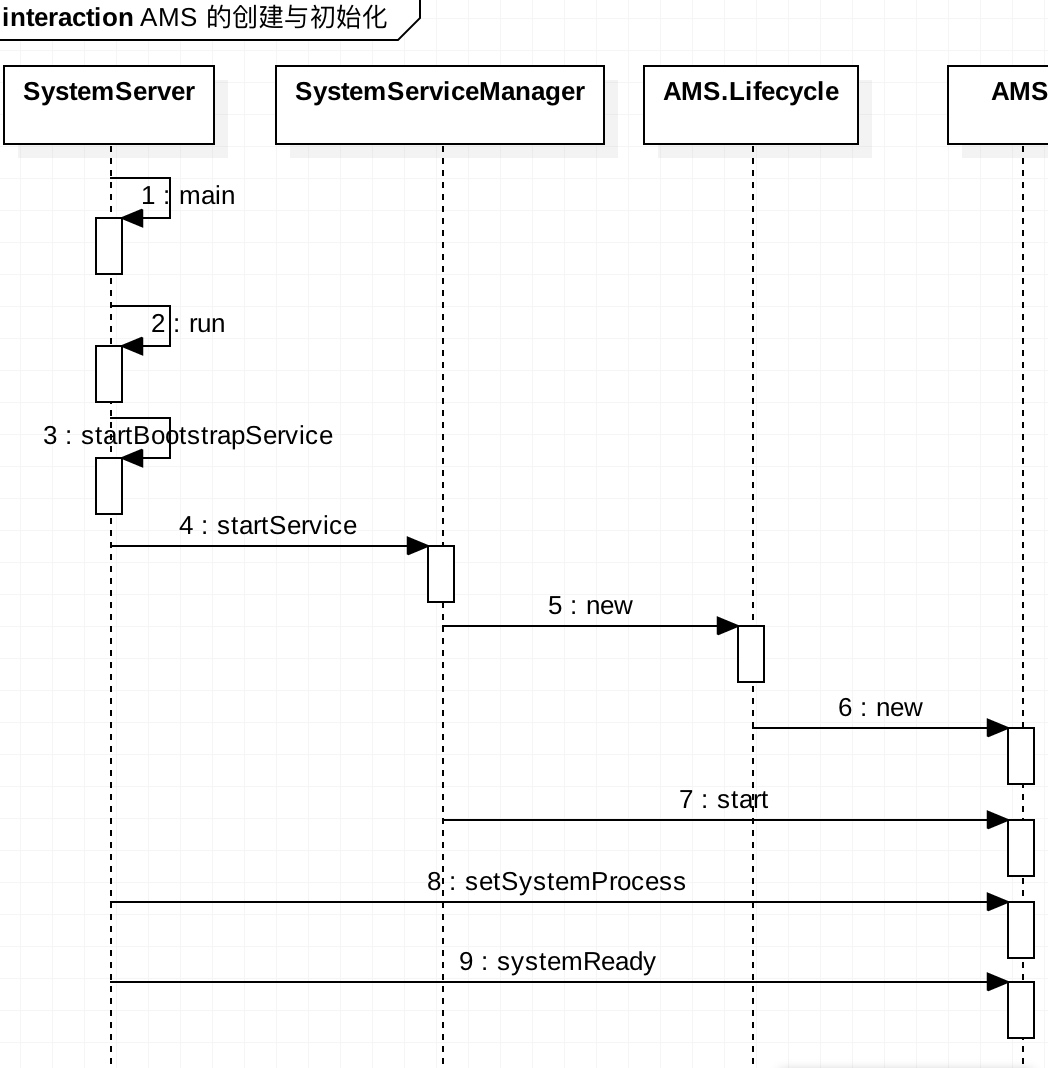 interaction AMS 的创建与初始化
SystemServer
SystemServiceManager
AMS.Lifecycle
AMS
1 : main
2 : run
3 : startBootstrapService
4 : startService
5 : new
6 : new
7 : start
8 : setSystemProcess
9 : systemReady